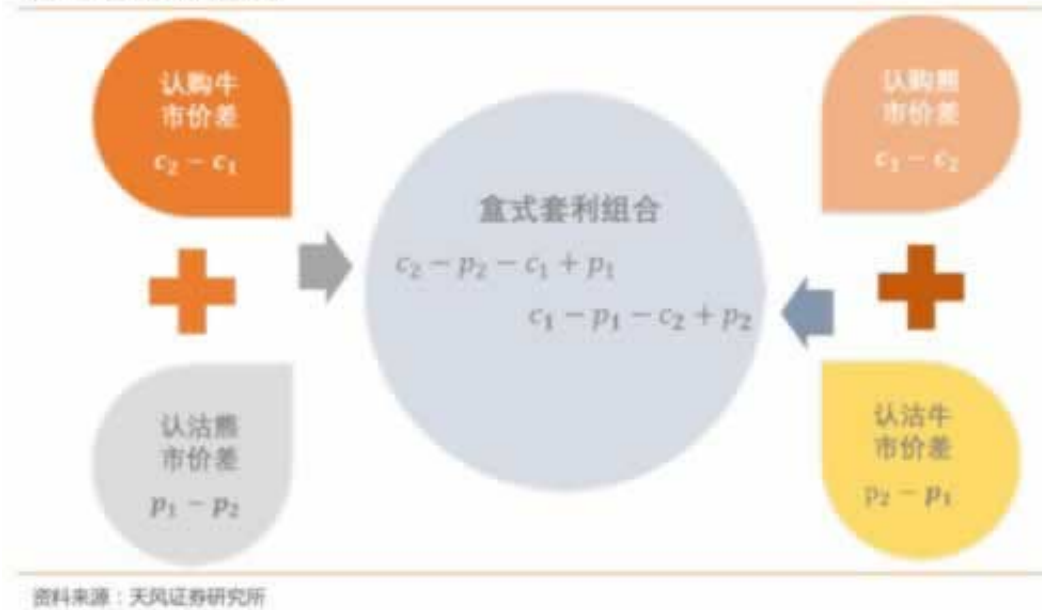 认购牛
市价差
c₂ − c₁
认购熊
市价差
c₁ − c₂
盒式套利组合
c₂ − p₂ − c₁ + p₁
c₁ − p₁ − c₂ + p₂
认沽熊
市价差
p₁ − p₂
认沽牛
市价差
p₂ − p₁
资料来源：天风证券研究所